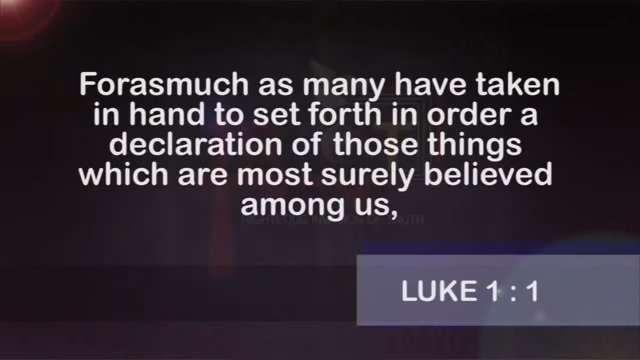 Forasmuch as many have taken
in hand to set forth in order a
declaration of those things
which are most surely believed
among us,
LUKE 1 : 1